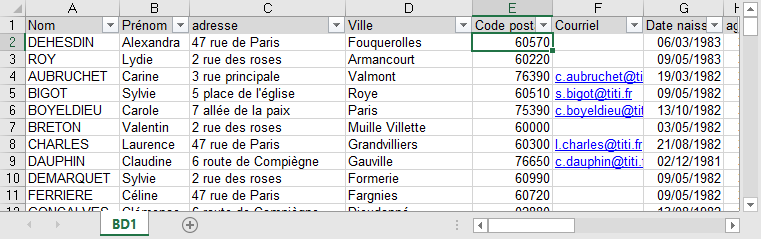 A B C D E F G H
1 Nom Prénom adresse Ville Code post Courriel Date naiss
2 DEHESDIN Alexandra 47 rue de Paris Fouquerolles 60570 06/03/1983
3 ROY Lydie 2 rue des roses Armancourt 60220 09/05/1983
4 AUBRUCHET Carine 3 rue principale Valmont 76390 c.aubruchet@titi 19/03/1982
5 BIGOT Sylvie 5 place de l'église Roye 60510 s.bigot@titi.fr 09/05/1982
6 BOYELDIEU Carole 7 allée de la paix Paris 75390 c.boyeldieu@titi 13/10/1982
7 BRETON Valentin 2 rue des roses Muille Villette 60000 03/05/1982
8 CHARLES Laurence 47 rue de Paris Grandvilliers 60300 l.charles@titi.fr 21/08/1982
9 DAUPHIN Claudine 6 route de Compiègne Gauville 76650 c.dauphin@titi. 02/12/1981
10 DEMARQUET Sylvie 2 rue des roses Formerie 60990 09/05/1982
11 FERRIERE Céline 47 rue de Paris Fargnies 60720 09/05/1982
BD1